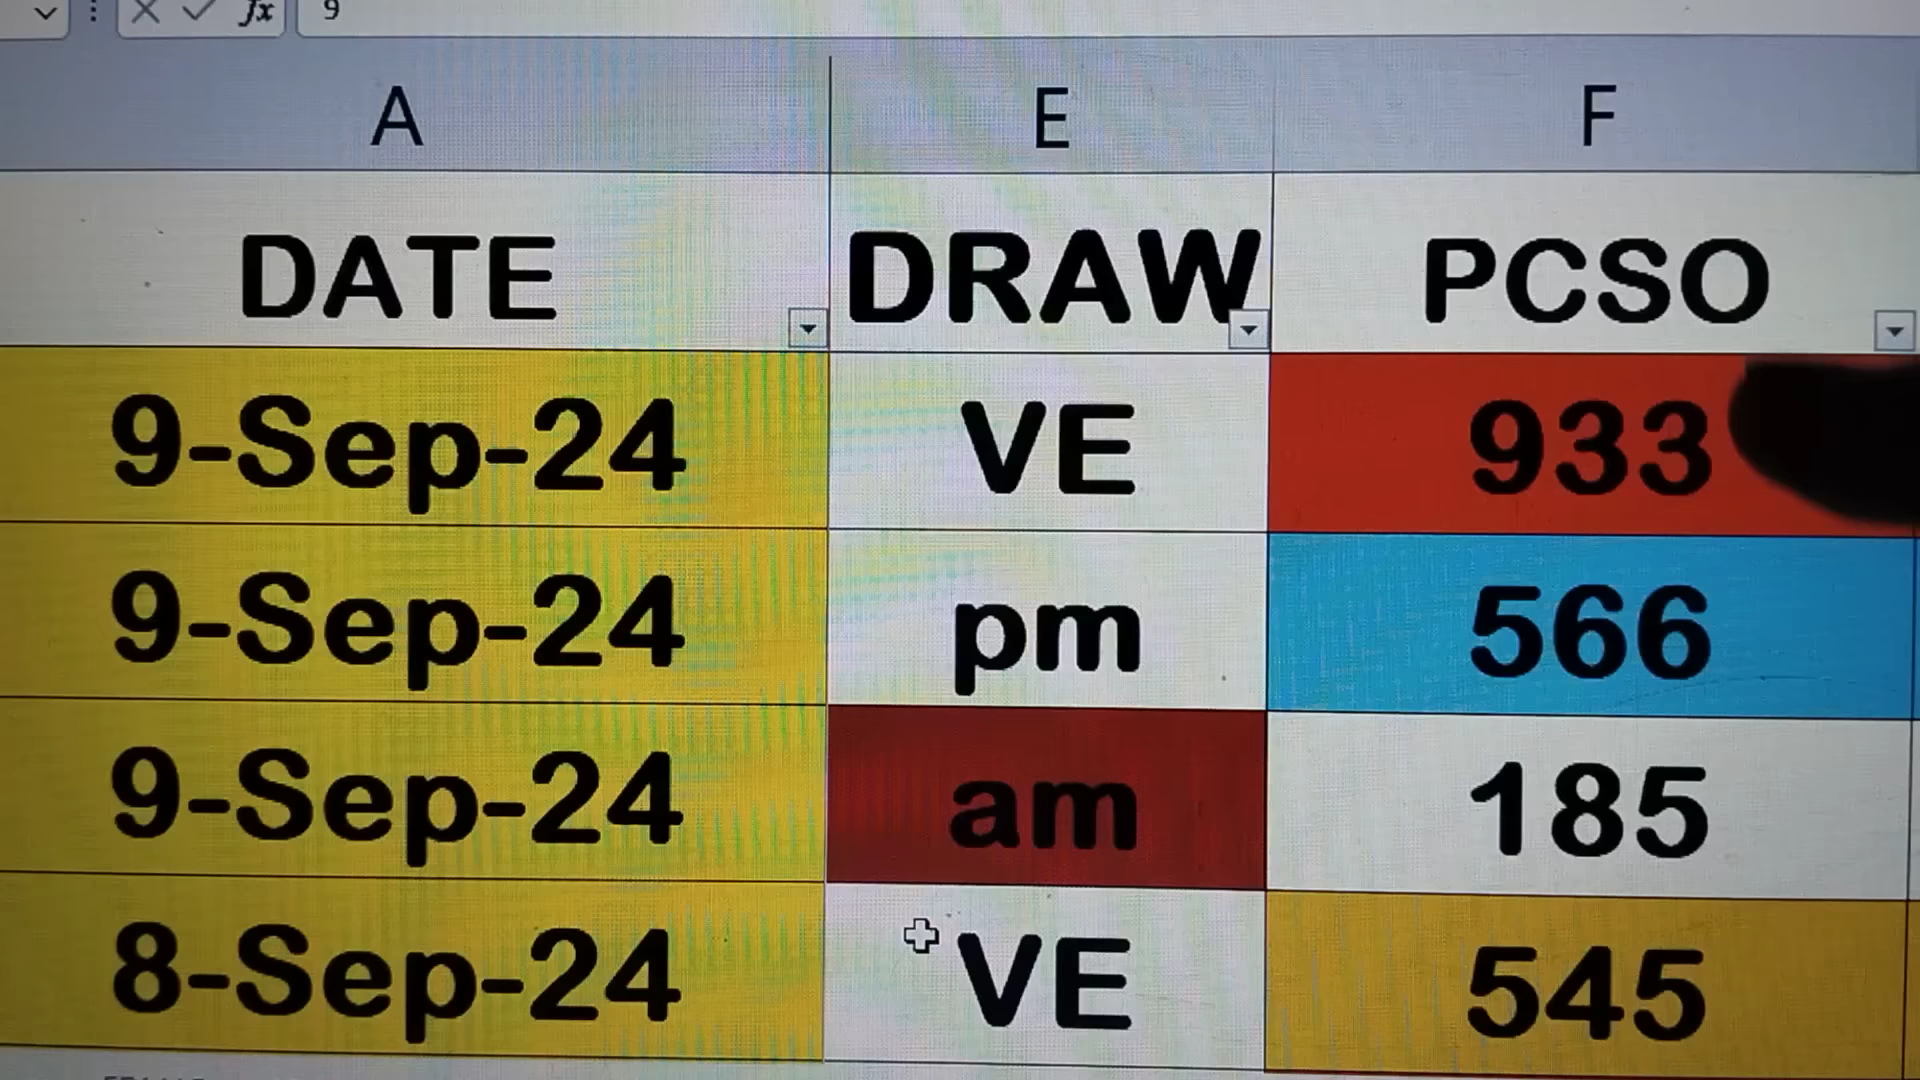 fx 9
A E F
DATE DRAW PCSO
9-Sep-24 VE 933
9-Sep-24 pm 566
9-Sep-24 am 185
8-Sep-24 VE 545